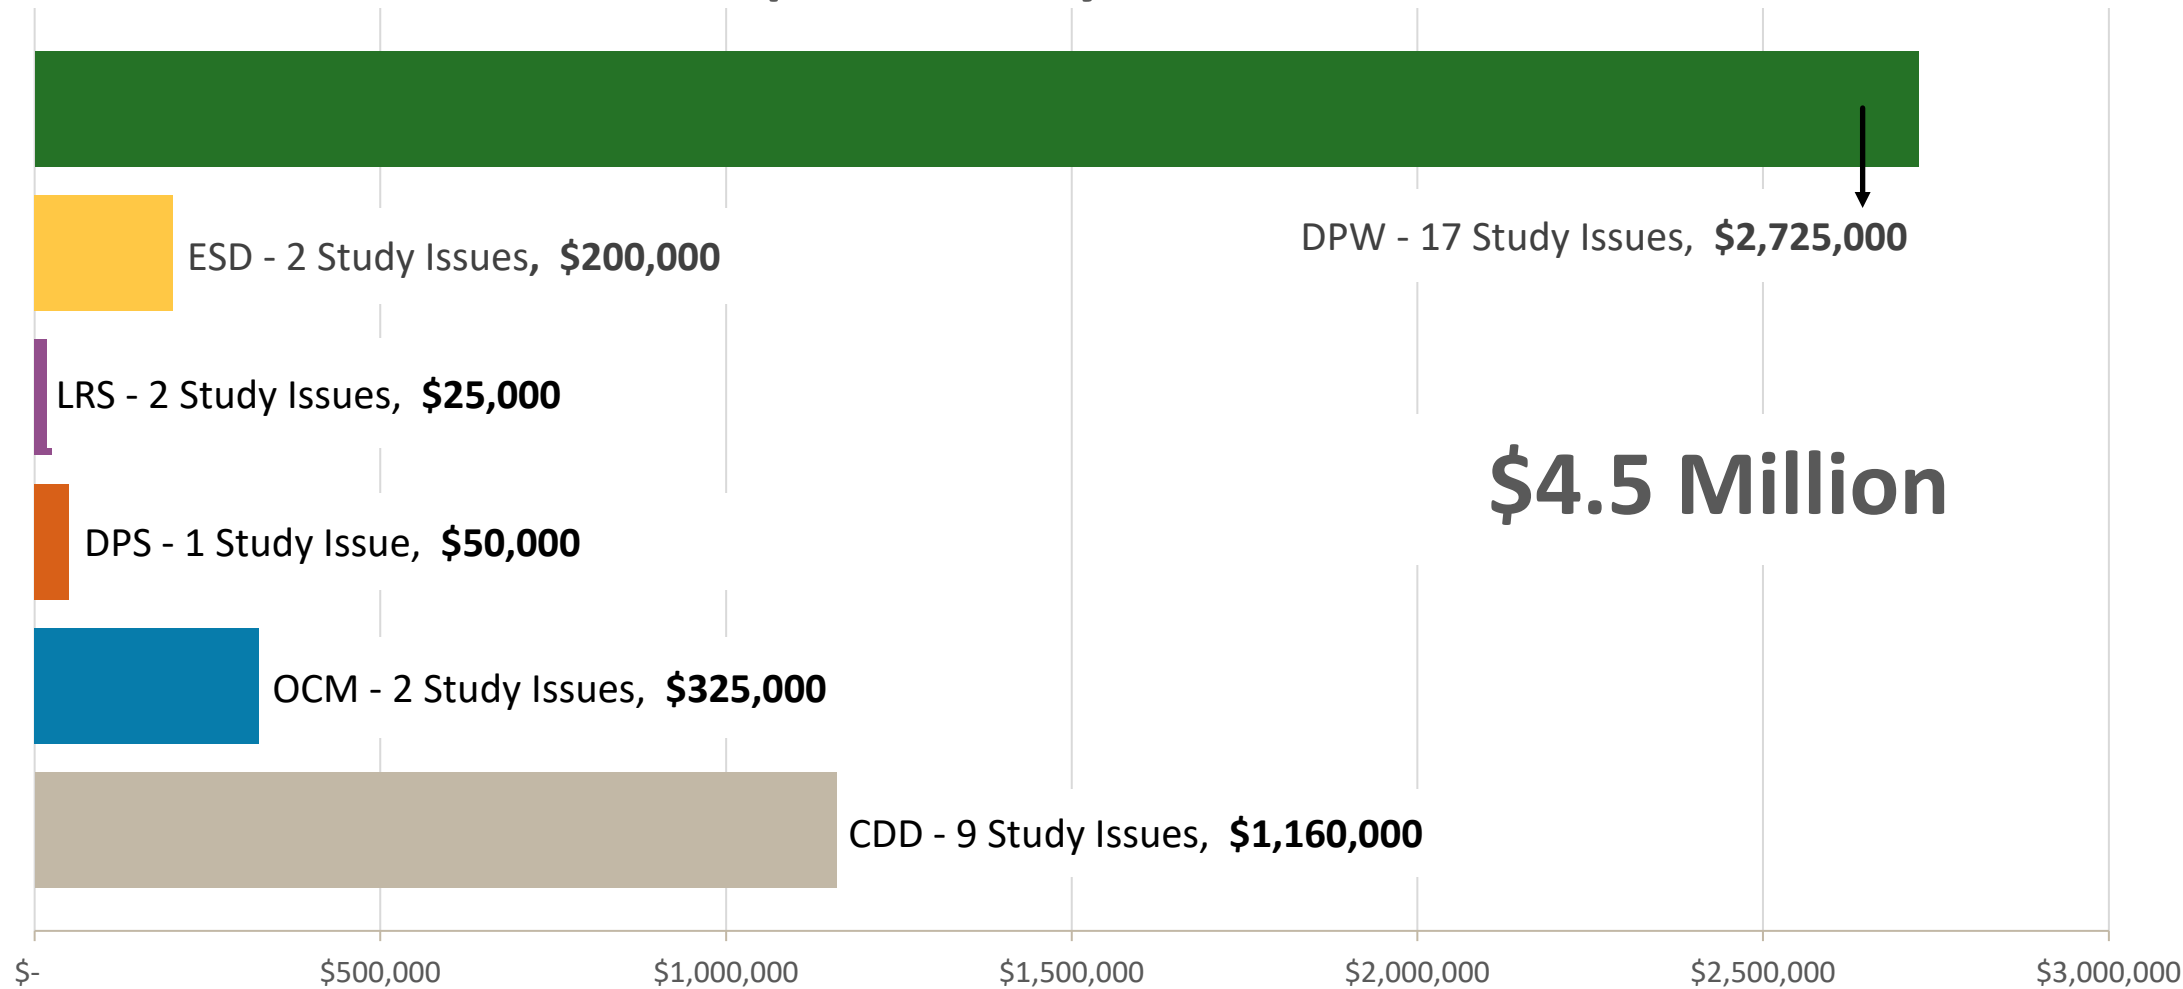 DPW - 17 Study Issues, $2,725,000
ESD - 2 Study Issues, $200,000
LRS - 2 Study Issues, $25,000
$4.5 Million
DPS - 1 Study Issue, $50,000
OCM - 2 Study Issues, $325,000
CDD - 9 Study Issues, $1,160,000
$- $500,000 $1,000,000 $1,500,000 $2,000,000 $2,500,000 $3,000,000